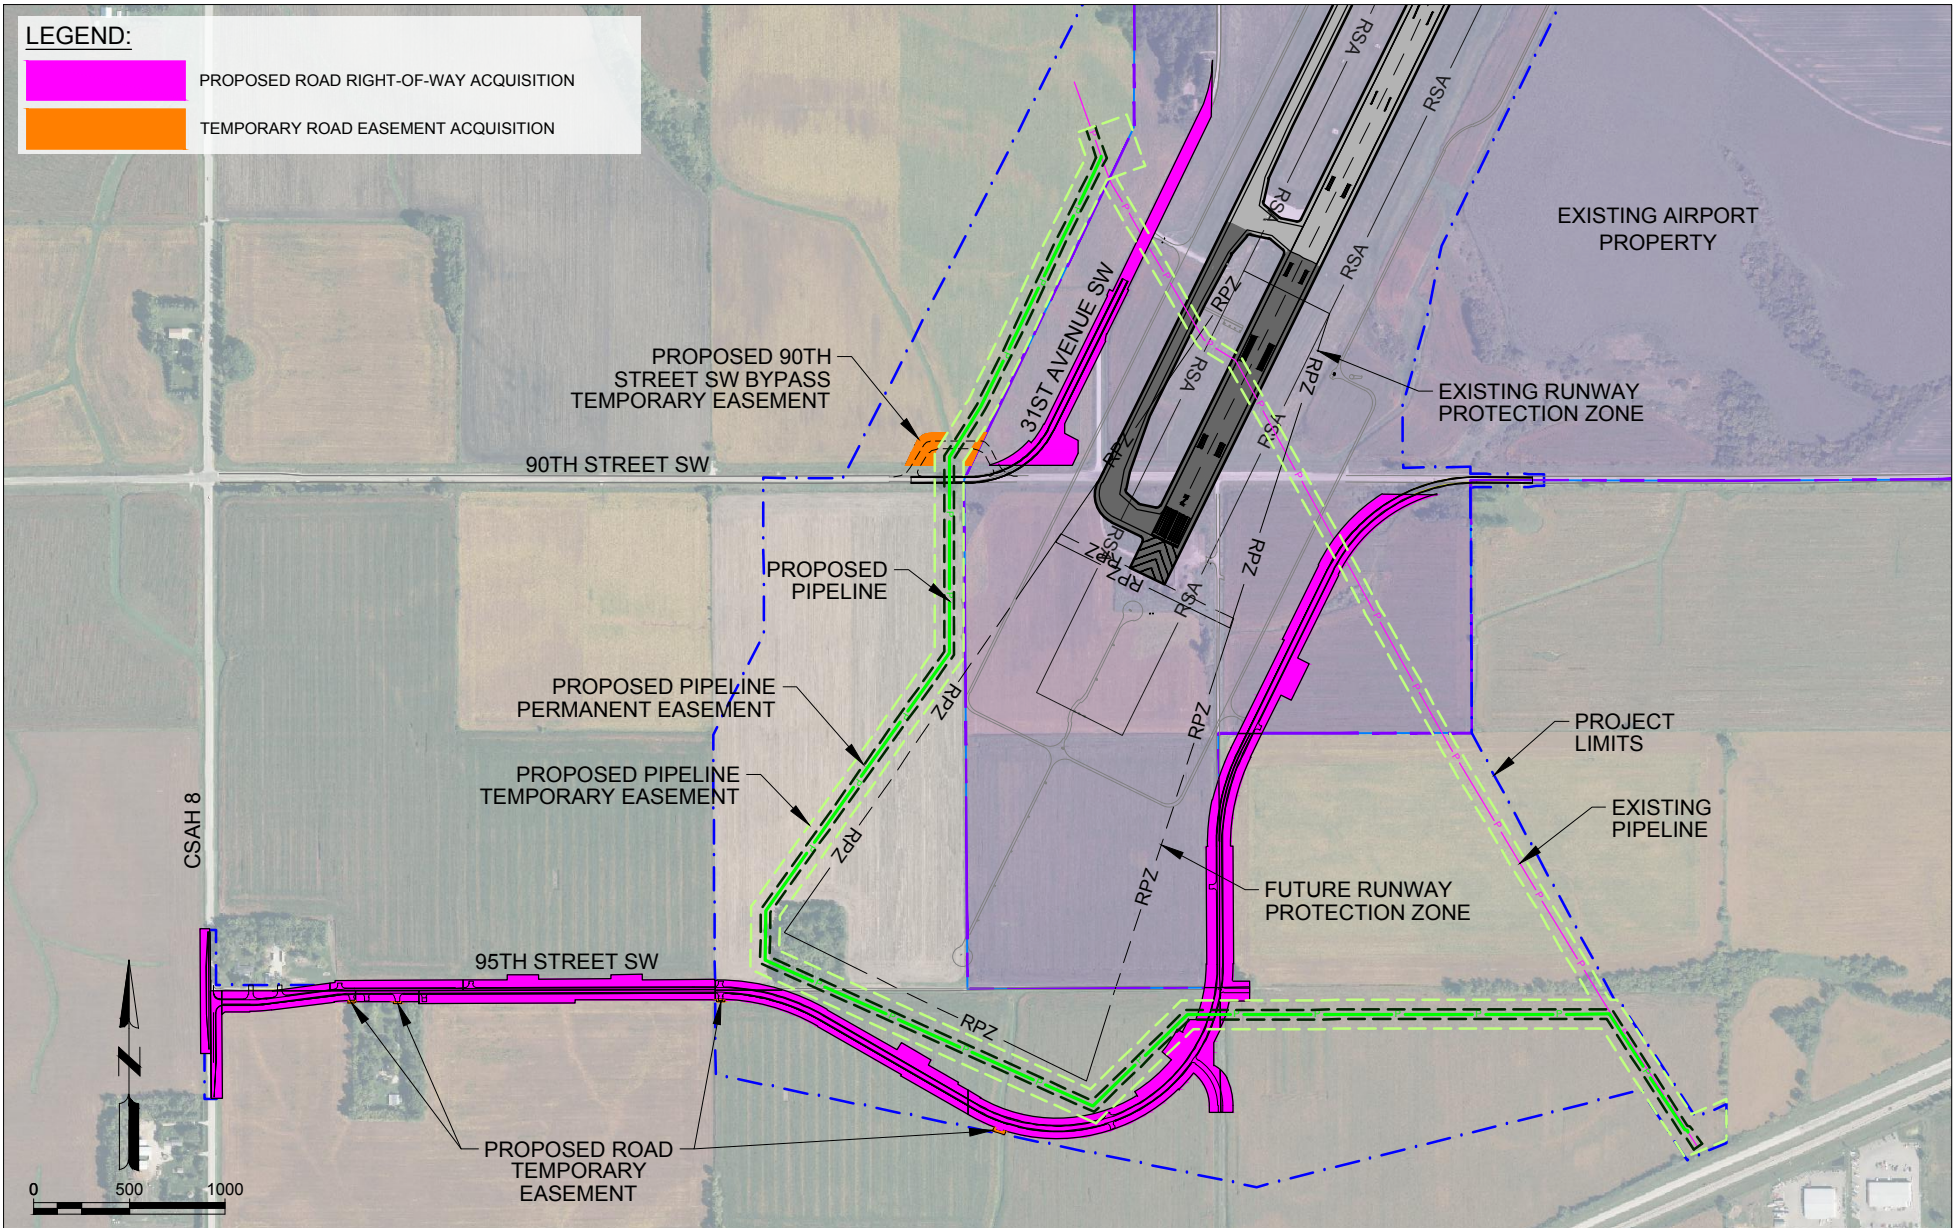 LEGEND:
PROPOSED ROAD RIGHT-OF-WAY ACQUISITION
TEMPORARY ROAD EASEMENT ACQUISITION
RSA
RSA
RSA
RSA
RSA
EXISTING AIRPORT
PROPERTY
31ST AVENUE SW
RPZ
RSA
RPZ
PROPOSED 90TH
STREET SW BYPASS
TEMPORARY EASEMENT
EXISTING RUNWAY
PROTECTION ZONE
RSA
RPZ
90TH STREET SW
RSA
RPZ
RPZ
RPZ
RSA
PROPOSED
PIPELINE
PROPOSED PIPELINE
PERMANENT EASEMENT
RPZ
RPZ
PROJECT
LIMITS
PROPOSED PIPELINE
TEMPORARY EASEMENT
CSAH 8
RPZ
EXISTING
PIPELINE
RPZ
FUTURE RUNWAY
PROTECTION ZONE
95TH STREET SW
RPZ
N
PROPOSED ROAD
TEMPORARY
EASEMENT
0 500 1000